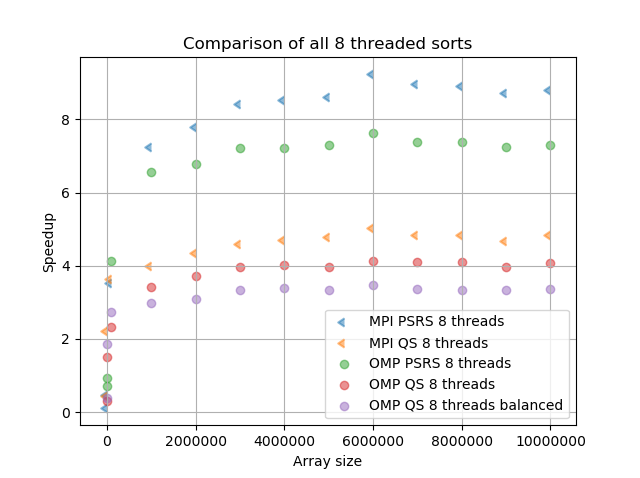 Comparison of all 8 threaded sorts
Speedup
8
6
4
2
0
MPI PSRS 8 threads
MPI QS 8 threads
OMP PSRS 8 threads
OMP QS 8 threads
OMP QS 8 threads balanced
0 2000000 4000000 6000000 8000000 10000000
Array size